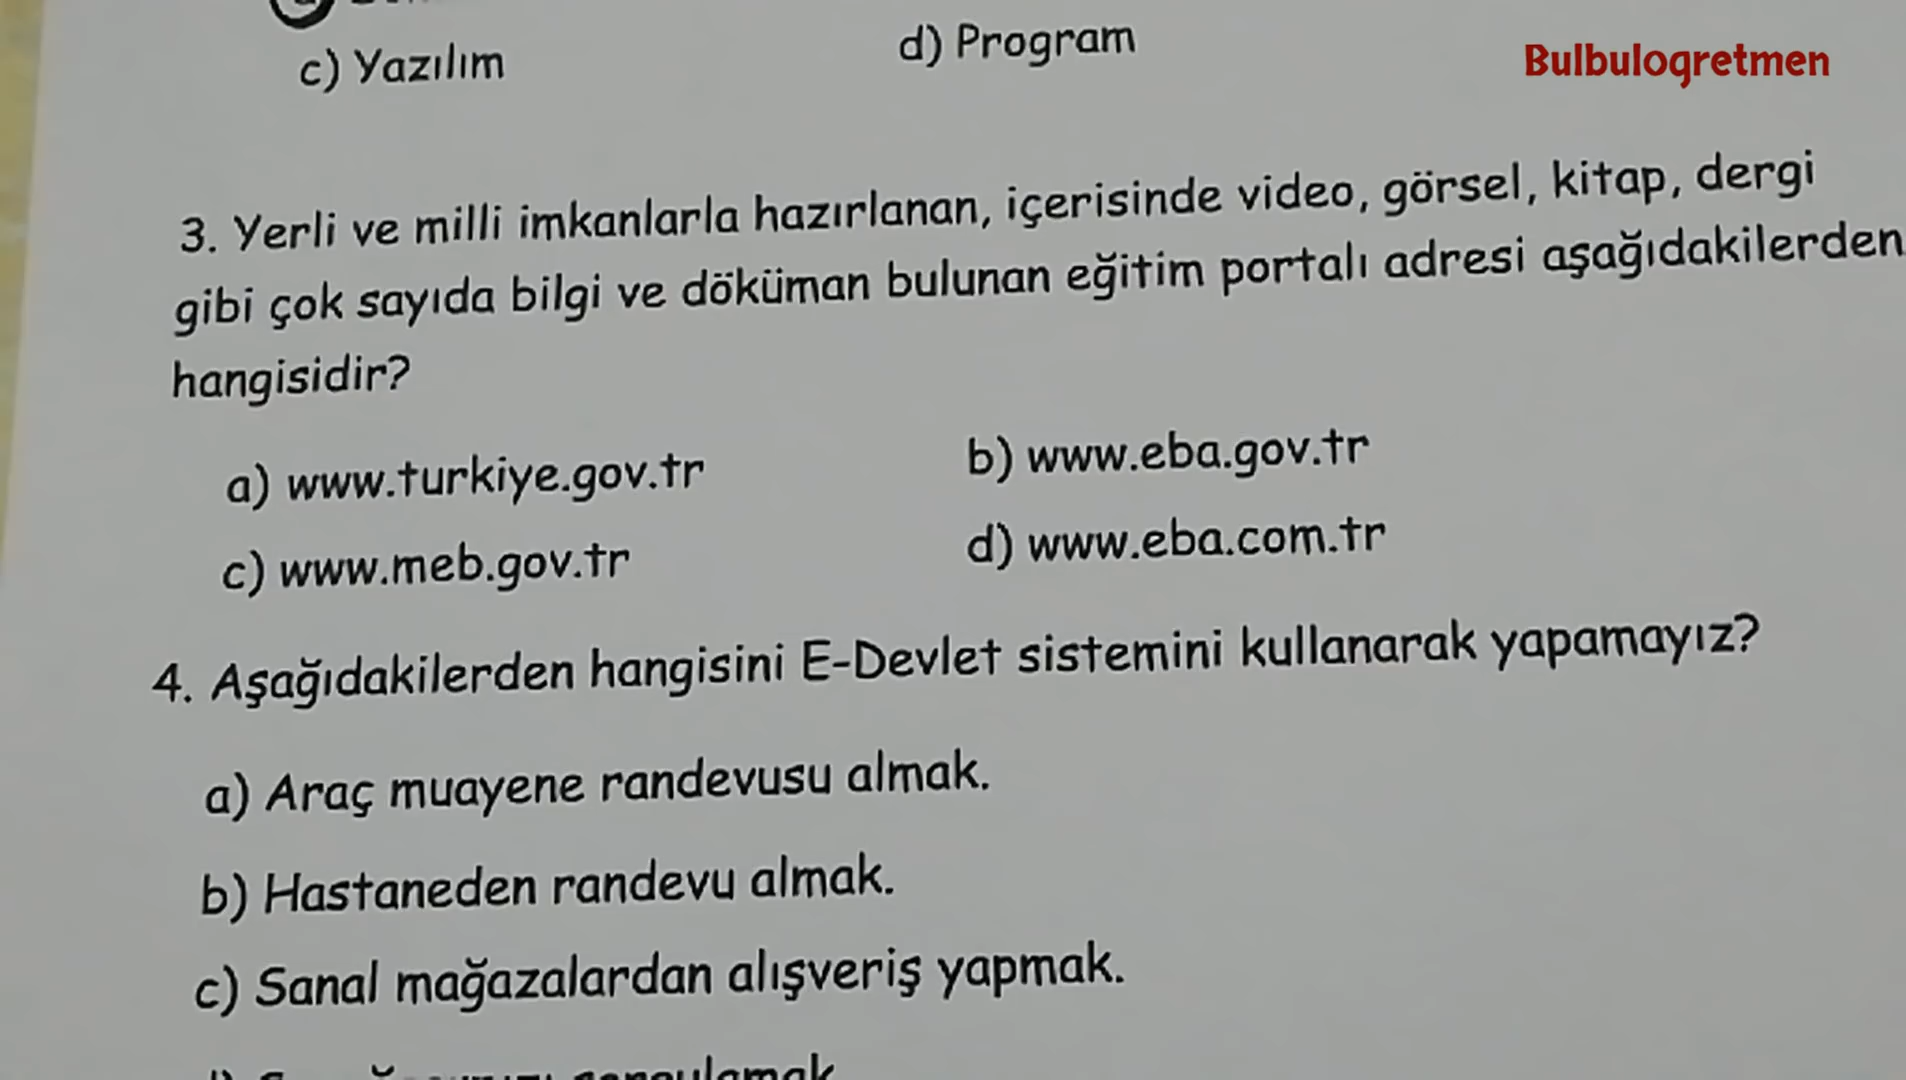 c) Yazılım
d) Program
Bulbulogretmen
3. Yerli ve milli imkanlarla hazırlanan, içerisinde video, görsel, kitap, dergi
gibi çok sayıda bilgi ve döküman bulunan eğitim portalı adresi aşağıdakilerden
hangisidir?
a) www.turkiye.gov.tr
b) www.eba.gov.tr
c) www.meb.gov.tr
d) www.eba.com.tr
4. Aşağıdakilerden hangisini E-Devlet sistemini kullanarak yapamayız?
a) Araç muayene randevusu almak.
b) Hastaneden randevu almak.
c) Sanal mağazalardan alışveriş yapmak.